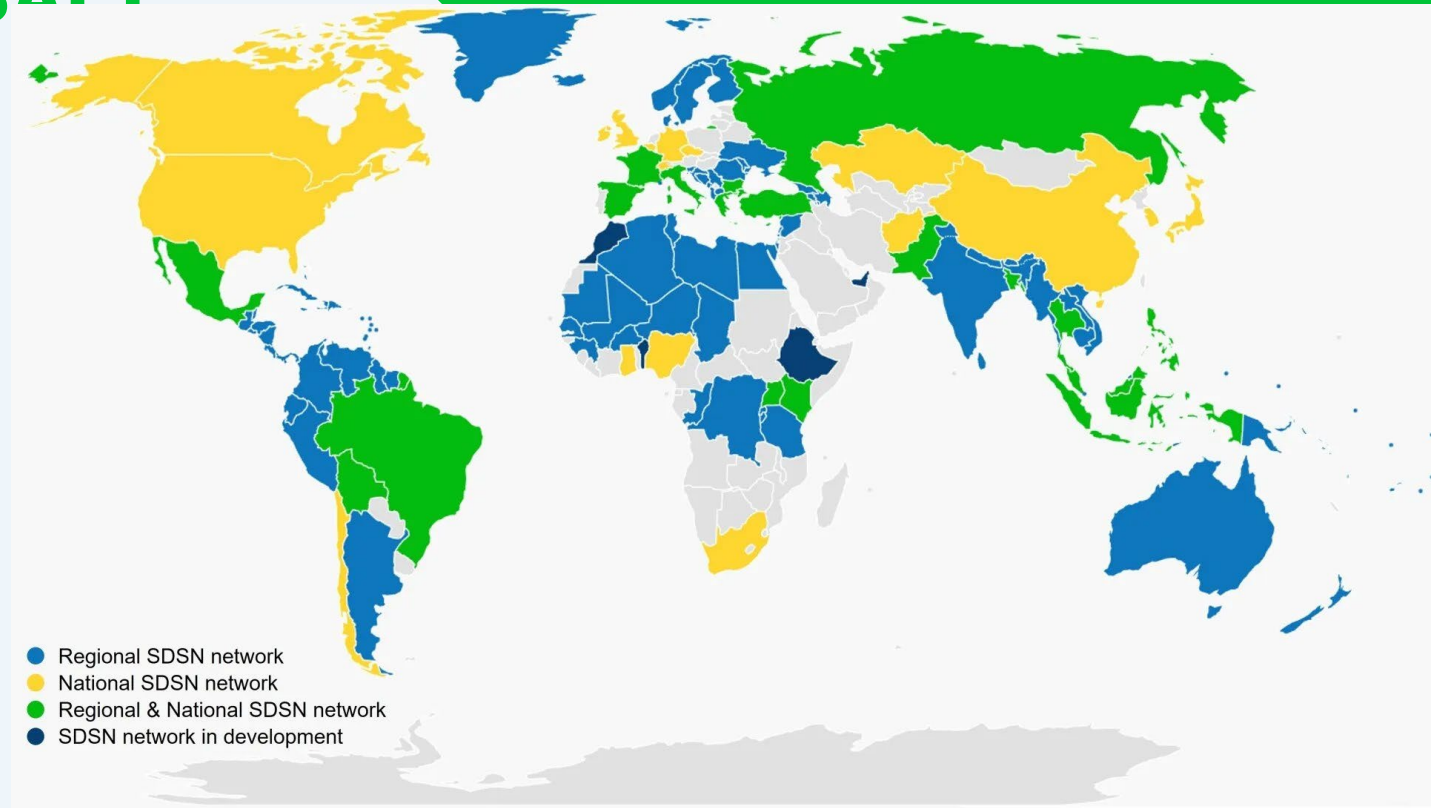 Regional SDSN network
National SDSN network
Regional & National SDSN network
SDSN network in development